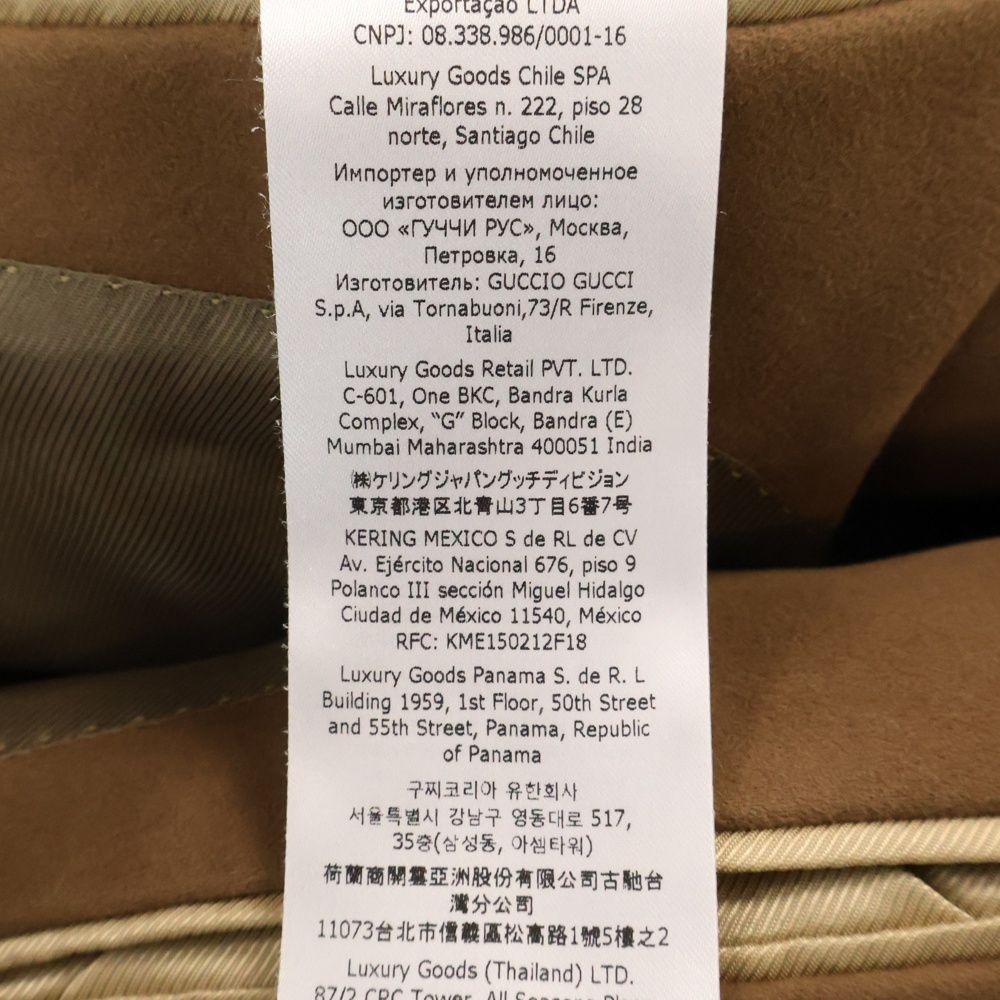 Exportação LTDA
CNPJ: 08.338.986/0001-16
Luxury Goods Chile SPA
Calle Miraflores n. 222, piso 28
norte, Santiago Chile
Импортер и уполномоченное
изготовителем лицо:
ООО «ГУЧЧИ РУС», Москва,
Петровка, 16
Изготовитель: GUCCIO GUCCI
S.p.A, via Tornabuoni,73/R Firenze,
Italia
Luxury Goods Retail PVT. LTD.
C-601, One BKC, Bandra Kurla
Complex, “G” Block, Bandra (E)
Mumbai Maharashtra 400051 India
㈱ケリングジャパングッチディビジョン
東京都港区北青山3丁目6番7号
KERING MEXICO S de RL de CV
Av. Ejército Nacional 676, piso 9
Polanco III sección Miguel Hidalgo
Ciudad de México 11540, México
RFC: KME150212F18
Luxury Goods Panama S. de R. L
Building 1959, 1st Floor, 50th Street
and 55th Street, Panama, Republic
of Panama
구찌코리아 유한회사
서울특별시 강남구 영동대로 517,
35층(삼성동, 아셈타워)
荷蘭商開雲亞洲股份有限公司古馳台
灣分公司
11073台北市信義區松高路1號5樓之2
Luxury Goods (Thailand) LTD.
87/2 CRC Tower, All Seasons Place